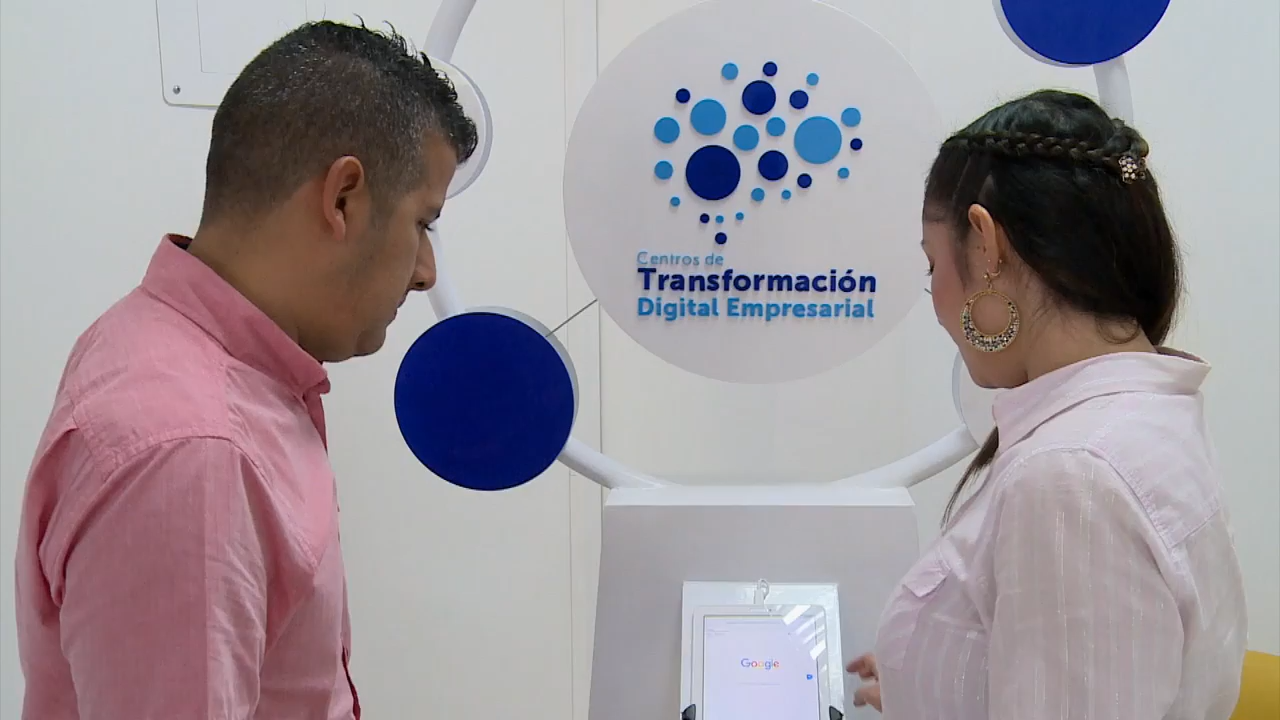 Centros de
Transformación
Digital Empresarial
Google